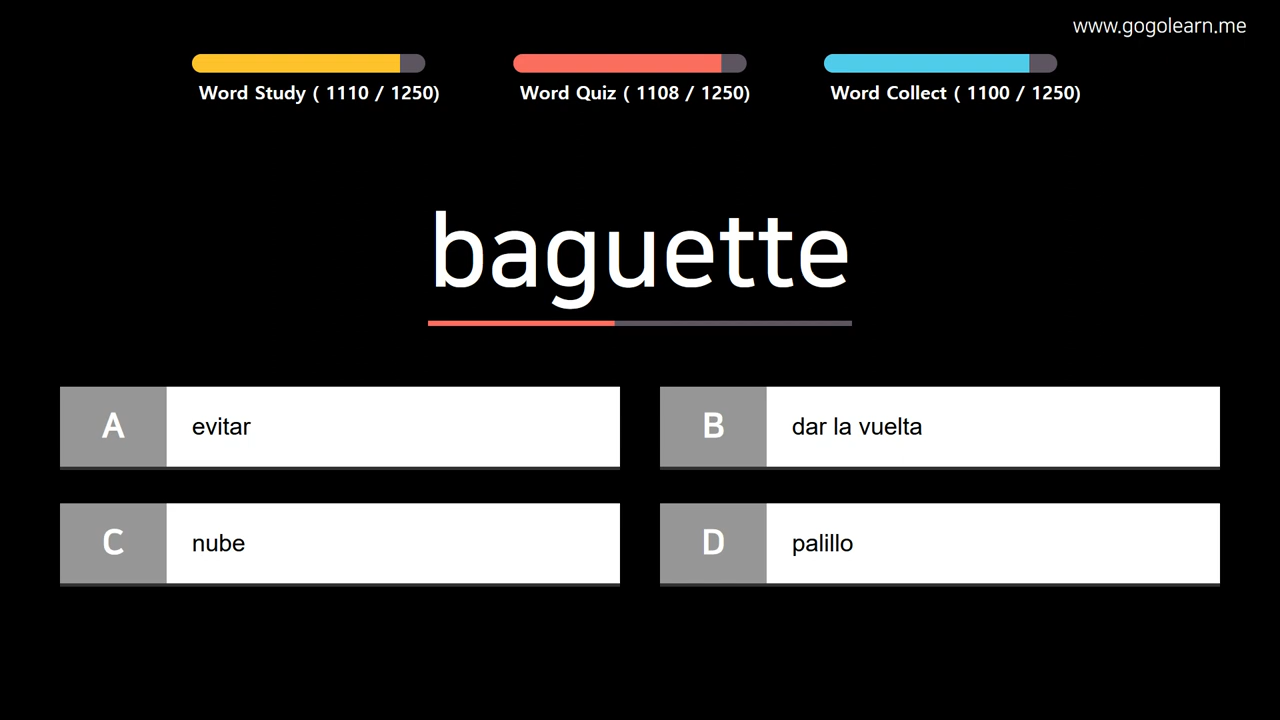 www.gogolearn.me
Word Study ( 1110 / 1250)
Word Quiz ( 1108 / 1250)
Word Collect ( 1100 / 1250)
baguette
A evitar
B dar la vuelta
C nube
D palillo